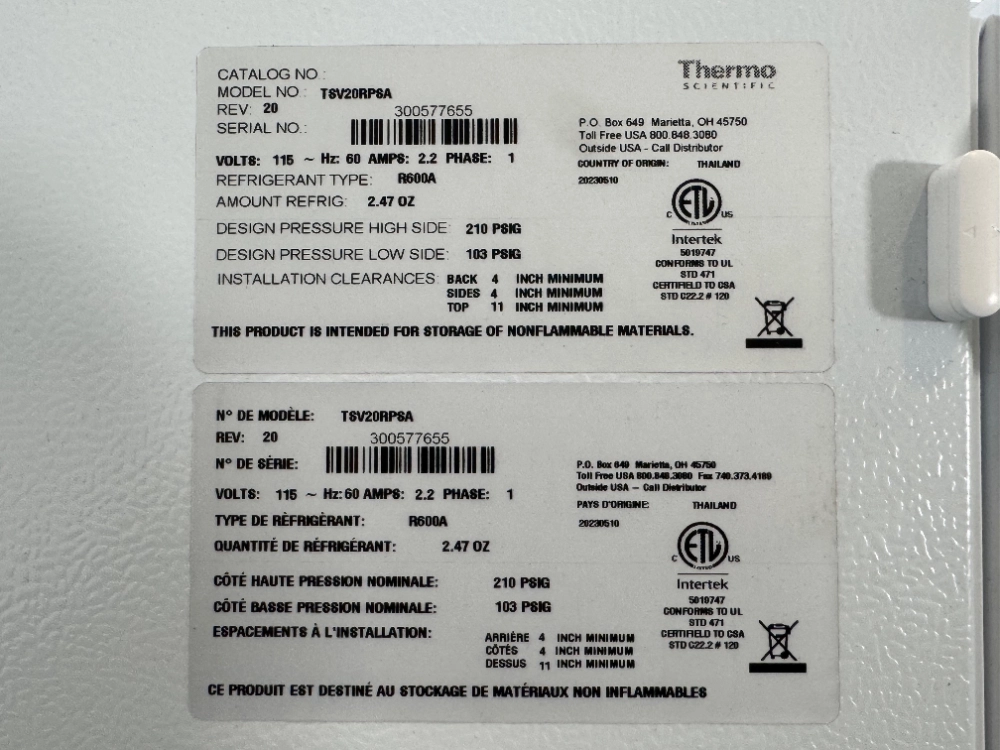 CATALOG NO.:
MODEL NO.: TSV20RPSA
REV: 20
300577655
SERIAL NO.:
VOLTS: 115 ~ Hz: 60 AMPS: 2.2 PHASE: 1
REFRIGERANT TYPE: R600A
AMOUNT REFRIG: 2.47 OZ
DESIGN PRESSURE HIGH SIDE: 210 PSIG
DESIGN PRESSURE LOW SIDE: 103 PSIG
INSTALLATION CLEARANCES: BACK 4 INCH MINIMUM
SIDES 4 INCH MINIMUM
TOP 11 INCH MINIMUM
THIS PRODUCT IS INTENDED FOR STORAGE OF NONFLAMMABLE MATERIALS.
Thermo
SCIENTIFIC
P.O. Box 649 Marietta, OH 45750
Toll Free USA 800.848.3080
Outside USA - Call Distributor
COUNTRY OF ORIGIN: THAILAND
20230510
C ETL US
Intertek
5019747
CONFORMS TO UL
STD 471
CERTIFIELD TO CSA
STD C22.2 # 120
N° DE MODÈLE: TSV20RPSA
REV: 20
300577655
N° DE SÉRIE:
VOLTS: 115 ~ Hz: 60 AMPS: 2.2 PHASE: 1
TYPE DE RÈFRIGÈRANT: R600A
QUANTITÉ DE RÉFRIGÉRANT: 2.47 OZ
CÔTÉ HAUTE PRESSION NOMINALE: 210 PSIG
CÔTÉ BASSE PRESSION NOMINALE: 103 PSIG
ESPACEMENTS À L'INSTALLATION: ARRIÈRE 4 INCH MINIMUM
CÔTÉS 4 INCH MINIMUM
DESSUS 11 INCH MINIMUM
CE PRODUIT EST DESTINÉ AU STOCKAGE DE MATÉRIAUX NON INFLAMMABLES
P.O. Box 649 Marietta, OH 45750
Toll Free USA 800.848.3080 Fax 740.373.4189
Outside USA - Call Distributor
PAYS D'ORIGINE: THAILAND
20230510
C ETL US
Intertek
5019747
CONFORMS TO UL
STD 471
CERTIFIELD TO CSA
STD C22.2 # 120